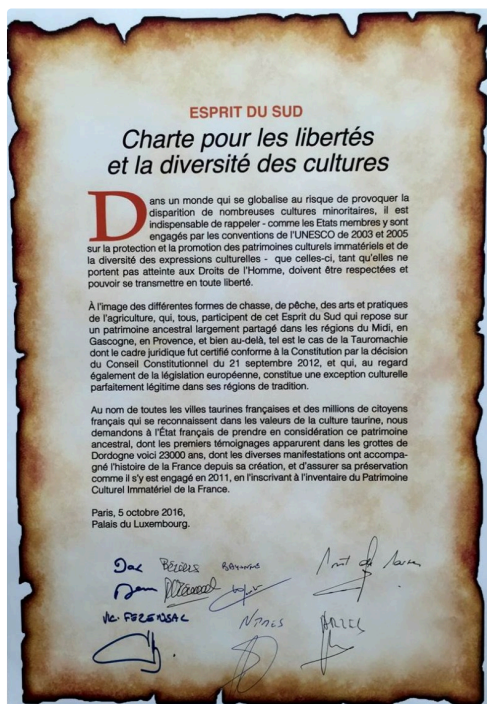 ESPRIT DU SUD
Charte pour les libertés
et la diversité des cultures
Dans un monde qui se globalise au risque de provoquer la
disparition de nombreuses cultures minoritaires, il est
indispensable de rappeler - comme les Etats membres y sont
engagés par les conventions de l'UNESCO de 2003 et 2005
sur la protection et la promotion des patrimoines culturels immatériels et de
la diversité des expressions culturelles - que celles-ci, tant qu'elles ne
portent pas atteinte aux Droits de l'Homme, doivent être respectées et
pouvoir se transmettre en toute liberté.
À l'image des différentes formes de chasse, de pêche, des arts et pratiques
de l'agriculture, qui, tous, participent de cet Esprit du Sud qui repose sur
un patrimoine ancestral largement partagé dans les régions du Midi, en
Gascogne, en Provence, et bien au-delà, tel est le cas de la Tauromachie
dont le cadre juridique fut certifié conforme à la Constitution par la décision
du Conseil Constitutionnel du 21 septembre 2012, et qui, au regard
également de la législation européenne, constitue une exception culturelle
parfaitement légitime dans ses régions de tradition.
Au nom de toutes les villes taurines françaises et des millions de citoyens
français qui se reconnaissent dans les valeurs de la culture taurine, nous
demandons à l'État français de prendre en considération ce patrimoine
ancestral, dont les premiers témoignages apparurent dans les grottes de
Dordogne voici 23000 ans, dont les diverses manifestations ont accompa-
gné l'histoire de la France depuis sa création, et d'assurer sa préservation
comme il s'y est engagé en 2011, en l'inscrivant à l'inventaire du Patrimoine
Culturel Immatériel de la France.
Paris, 5 octobre 2016,
Palais du Luxembourg.
Dax Béziers BAYONNE Mont de Marsan
Vic FEZENSAC NIMES ARLES